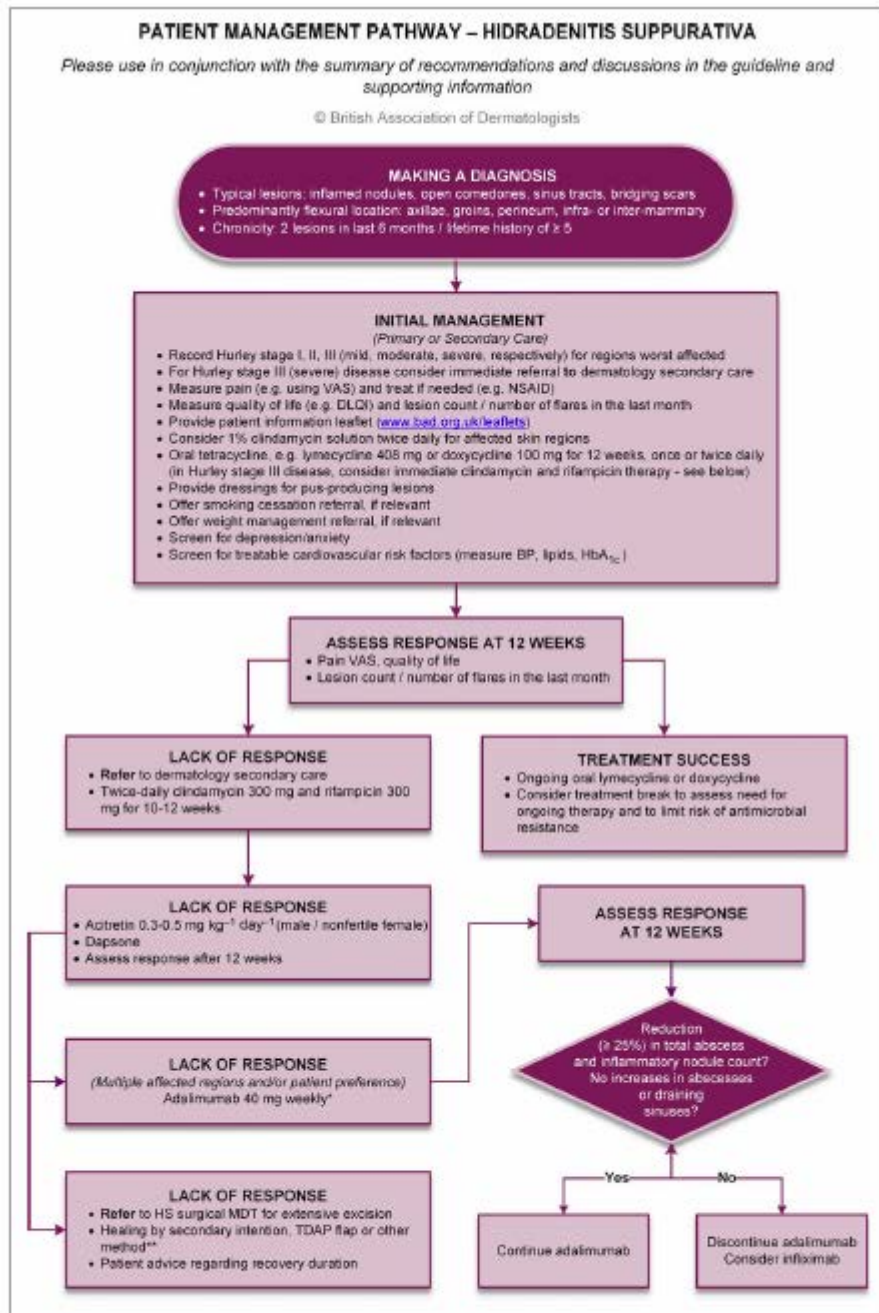 PATIENT MANAGEMENT PATHWAY – HIDRADENITIS SUPPURATIVA
Please use in conjunction with the summary of recommendations and discussions in the guideline and
supporting information
© British Association of Dermatologists
MAKING A DIAGNOSIS
• Typical lesions: inflamed nodules, open comedones, sinus tracts, bridging scars
• Predominantly flexural location: axillae, groins, perineum, infra- or inter-mammary
• Chronicity: 2 lesions in last 6 months / lifetime history of ≥ 5
INITIAL MANAGEMENT
(Primary or Secondary Care)
• Record Hurley stage I, II, III (mild, moderate, severe, respectively) for regions worst affected
• For Hurley stage III (severe) disease consider immediate referral to dermatology secondary care
• Measure pain (e.g. using VAS) and treat if needed (e.g. NSAID)
• Measure quality of life (e.g. DLQI) and lesion count / number of flares in the last month
• Provide patient information leaflet (www.bad.org.uk/leaflets)
• Consider 1% clindamycin solution twice daily for affected skin regions
• Oral tetracycline, e.g. lymecycline 408 mg or doxycycline 100 mg for 12 weeks, once or twice daily
(in Hurley stage III disease, consider immediate clindamycin and rifampicin therapy - see below)
• Provide dressings for pus-producing lesions
• Offer smoking cessation referral, if relevant
• Offer weight management referral, if relevant
• Screen for depression/anxiety
• Screen for treatable cardiovascular risk factors (measure BP, lipids, HbA1c)
ASSESS RESPONSE AT 12 WEEKS
• Pain VAS, quality of life
• Lesion count / number of flares in the last month
LACK OF RESPONSE
• Refer to dermatology secondary care
• Twice-daily clindamycin 300 mg and rifampicin 300
mg for 10-12 weeks
TREATMENT SUCCESS
• Ongoing oral lymecycline or doxycycline
• Consider treatment break to assess need for
ongoing therapy and to limit risk of antimicrobial
resistance
LACK OF RESPONSE
• Acitretin 0.3-0.5 mg kg⁻¹ day⁻¹ (male / nonfertile female)
• Dapsone
• Assess response after 12 weeks
ASSESS RESPONSE
AT 12 WEEKS
LACK OF RESPONSE
(Multiple affected regions and/or patient preference)
Adalimumab 40 mg weekly*
Reduction
(≥ 25%) in total abscess
and inflammatory nodule count?
No increases in abscesses
or draining
sinuses?
Yes
No
LACK OF RESPONSE
• Refer to HS surgical MDT for extensive excision
• Healing by secondary intention, TDAP flap or other
method**
• Patient advice regarding recovery duration
Continue adalimumab
Discontinue adalimumab
Consider infliximab